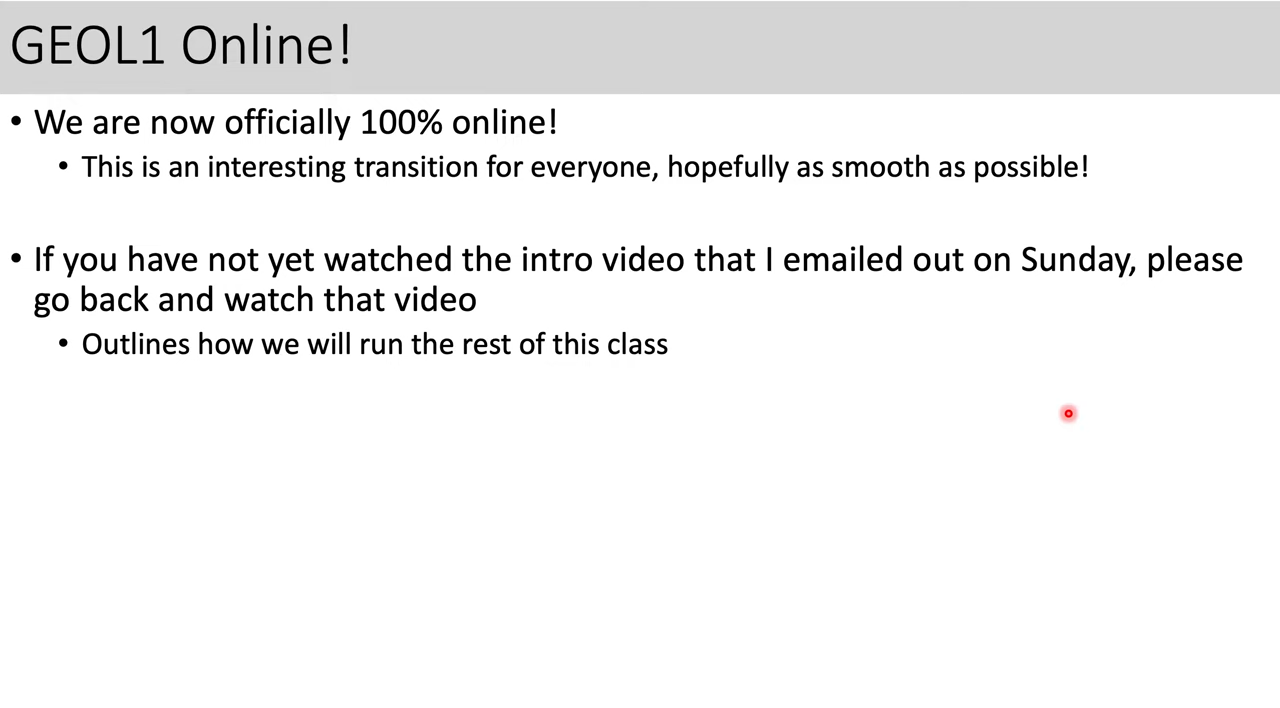 GEOL1 Online!
• We are now officially 100% online!
• This is an interesting transition for everyone, hopefully as smooth as possible!
• If you have not yet watched the intro video that I emailed out on Sunday, please
go back and watch that video
• Outlines how we will run the rest of this class